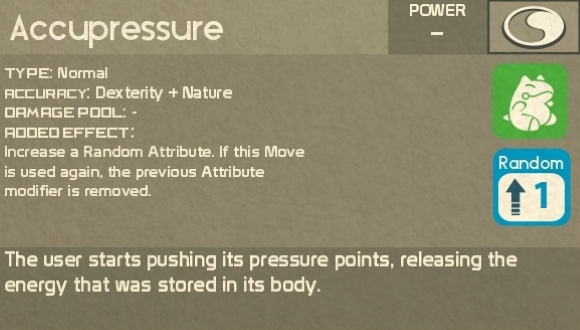 Accupressure
POWER
–
TYPE: Normal
ACCURACY: Dexterity + Nature
DAMAGE POOL: -
ADDED EFFECT:
Increase a Random Attribute. If this Move
is used again, the previous Attribute
modifier is removed.
Random
1
The user starts pushing its pressure points, releasing the
energy that was stored in its body.